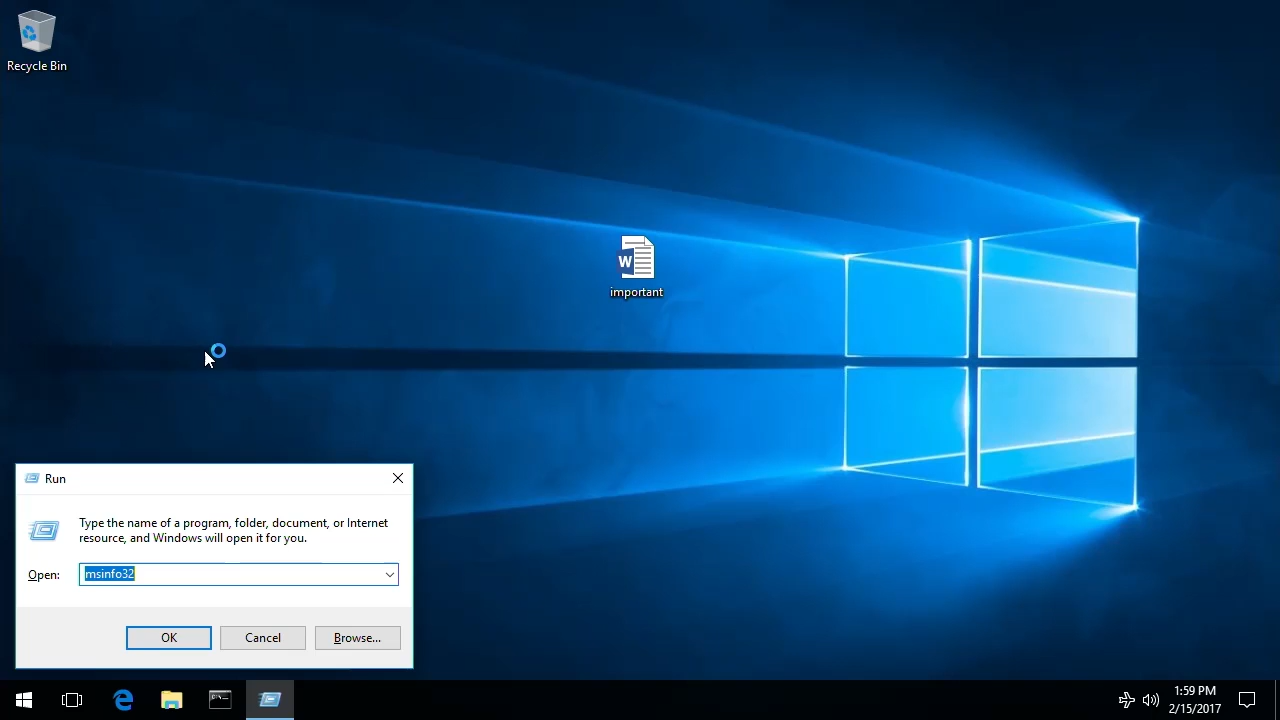 Recycle Bin
W
important
Run
Type the name of a program, folder, document, or Internet
resource, and Windows will open it for you.
Open: msinfo32
OK Cancel Browse...
1:59 PM
2/15/2017